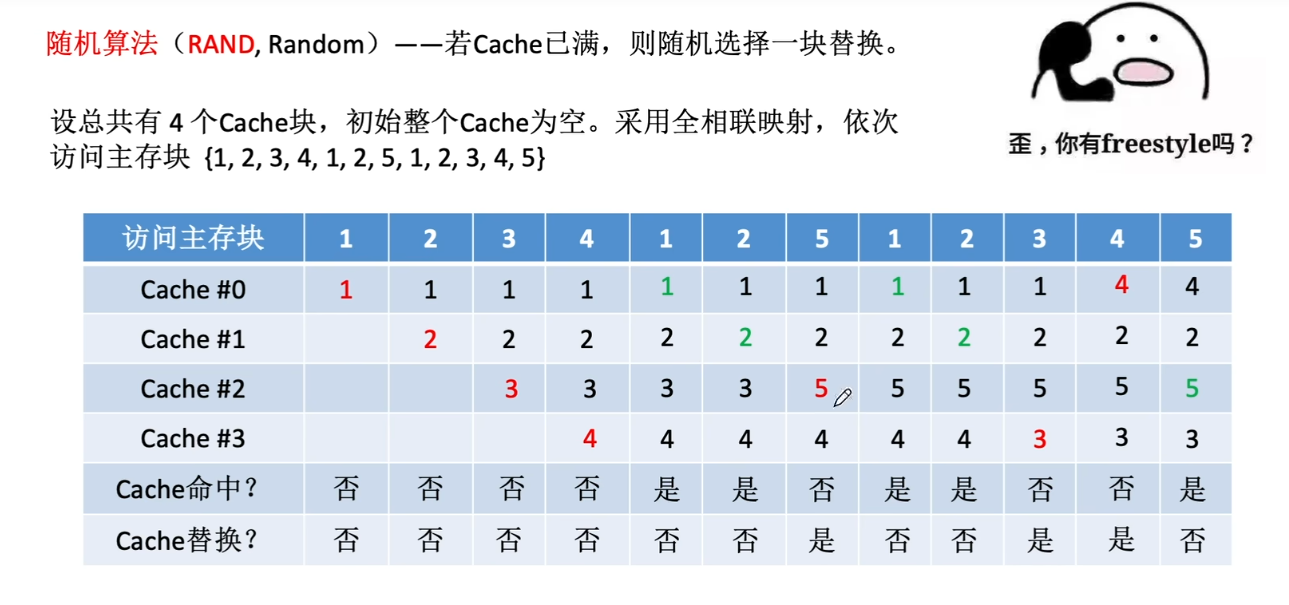 随机算法（RAND, Random）——若Cache已满，则随机选择一块替换。
歪，你有freestyle吗？
设总共有 4 个Cache块，初始整个Cache为空。采用全相联映射，依次
访问主存块 {1, 2, 3, 4, 1, 2, 5, 1, 2, 3, 4, 5}
访问主存块 1 2 3 4 1 2 5 1 2 3 4 5
Cache #0 1 1 1 1 1 1 1 1 1 1 4 4
Cache #1 2 2 2 2 2 2 2 2 2 2 2
Cache #2 3 3 3 3 5 5 5 5 5 5
Cache #3 4 4 4 4 4 4 3 3 3
Cache命中？ 否 否 否 否 是 是 否 是 是 否 否 是
Cache替换？ 否 否 否 否 否 否 是 否 否 是 是 否